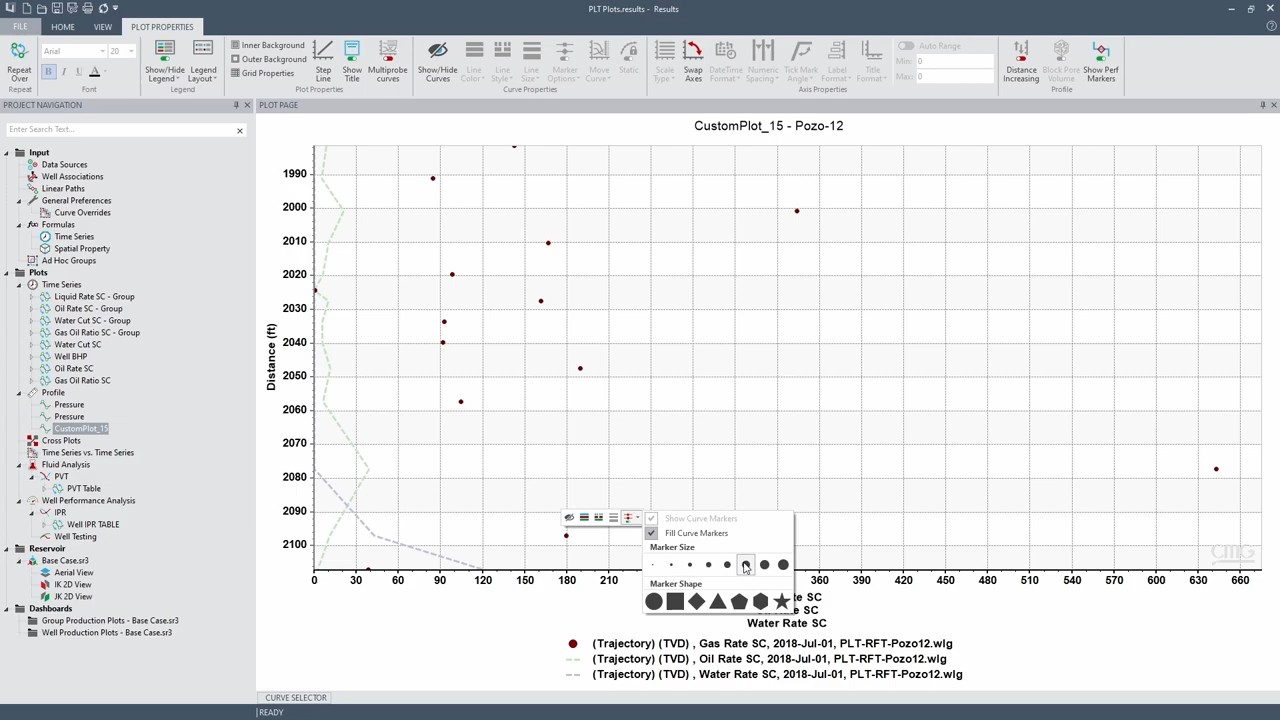 PLT Plots.results - Results
FILE HOME VIEW PLOT PROPERTIES
Repeat Over
Repeat
Arial 20
B I U A
Font
Show/Hide Legend Legend Layout
Legend
Inner Background
Outer Background
Grid Properties
Step Line Show Title Multiprobe curves
Plot Properties
Show/Hide Curves Line Color Line Style Line Size Marker Options Move Curve Static
Curve Properties
Scale Type Swap Axes DateTime Format Numeric Spacing Tick Mark Angle Label Format Title Format
Auto Range
Min: 0
Max: 0
Axis Properties
Distance Increasing Block Pore Volume Show Perf Markers
Profile
PROJECT NAVIGATION
Enter Search Text...
Input
Data Sources
Well Associations
Linear Paths
General Preferences
Curve Overrides
Formulas
Time Series
Spatial Property
Ad Hoc Groups
Plots
Time Series
Liquid Rate SC - Group
Oil Rate SC - Group
Water Cut SC - Group
Gas Oil Ratio SC - Group
Water Cut SC
Well BHP
Oil Rate SC
Gas Oil Ratio SC
Profile
Pressure
Pressure
CustomPlot_15
Cross Plots
Time Series vs. Time Series
Fluid Analysis
PVT
PVT Table
Well Performance Analysis
IPR
Well IPR TABLE
Well Testing
Reservoir
Base Case.sr3
Aerial View
IK 2D View
JK 2D View
Dashboards
Group Production Plots - Base Case.sr3
Well Production Plots - Base Case.sr3
PLOT PAGE
CustomPlot_15 - Pozo-12
Distance (ft)
1990
2000
2010
2020
2030
2040
2050
2060
2070
2080
2090
2100
0 60 120 180 240 300 360 420 480 540 600 660
Show Curve Markers
Fill Curve Markers
Marker Size
Marker Shape
CMG
te SC
e SC
Water Rate SC
(Trajectory) (TVD) , Gas Rate SC, 2018-Jul-01, PLT-RFT-Pozo12.wlg
(Trajectory) (TVD) , Oil Rate SC, 2018-Jul-01, PLT-RFT-Pozo12.wlg
(Trajectory) (TVD) , Water Rate SC, 2018-Jul-01, PLT-RFT-Pozo12.wlg
CURVE SELECTOR
READY